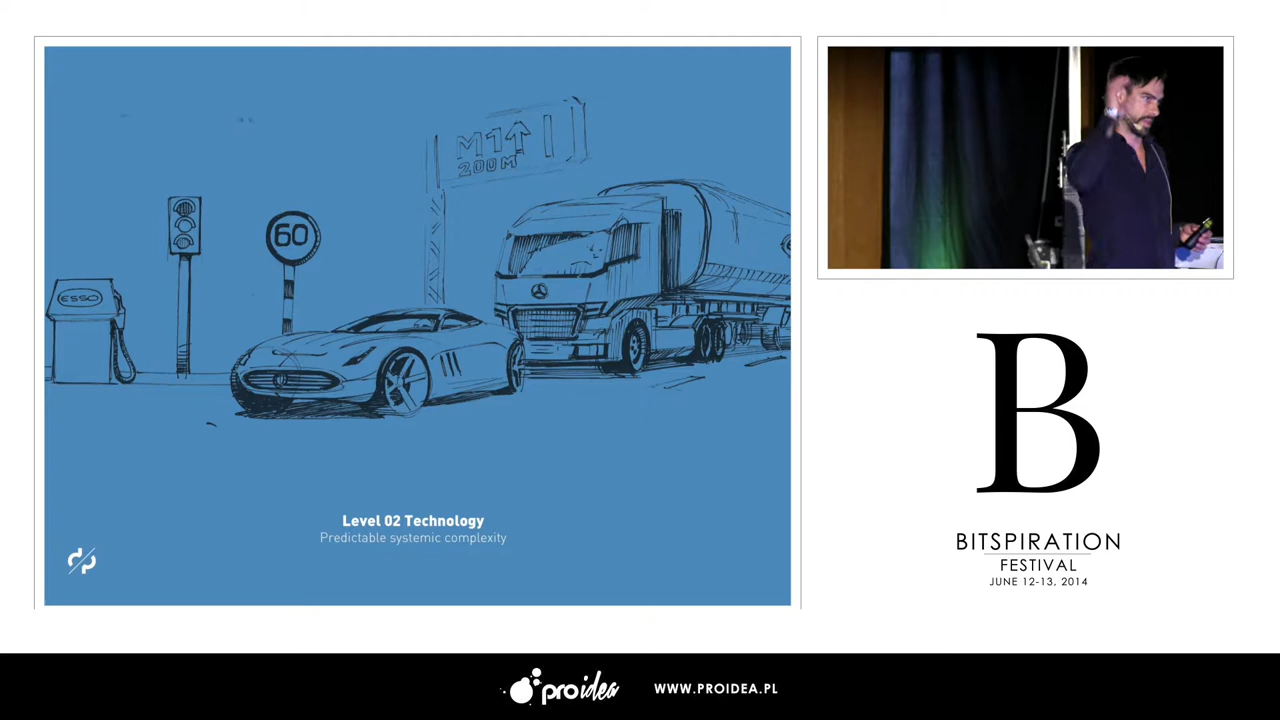 M1
200M
60
ESSO
Level 02 Technology
Predictable systemic complexity
B
BITSPIRATION
FESTIVAL
JUNE 12-13, 2014
proidea
WWW.PROIDEA.PL